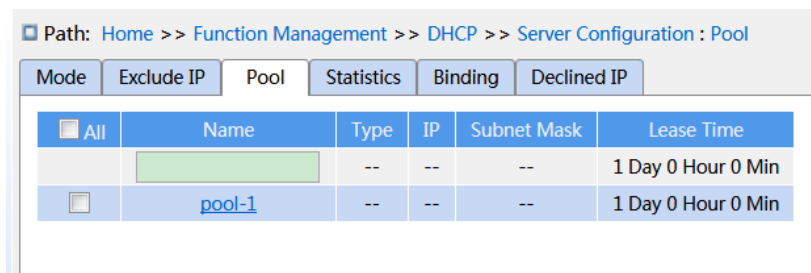 Path: Home >> Function Management >> DHCP >> Server Configuration : Pool
Mode Exclude IP Pool Statistics Binding Declined IP
All Name Type IP Subnet Mask Lease Time
-- -- -- 1 Day 0 Hour 0 Min
pool-1 -- -- -- 1 Day 0 Hour 0 Min